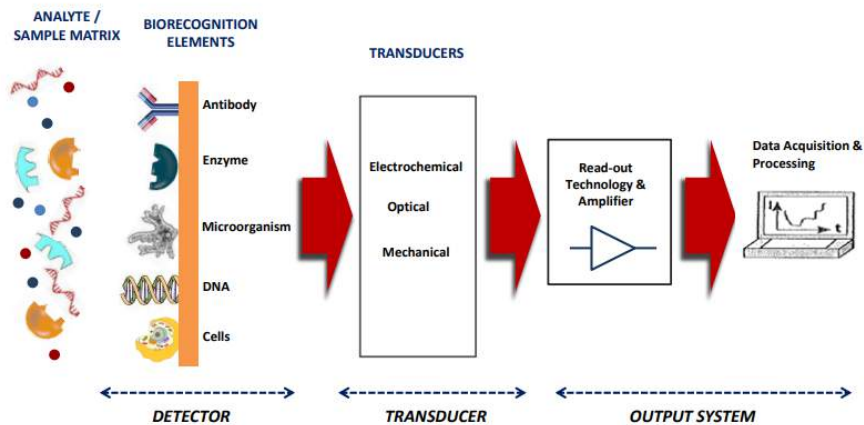 ANALYTE /
SAMPLE MATRIX
BIORECOGNITION
ELEMENTS
TRANSDUCERS
Antibody
Enzyme
Microorganism
DNA
Cells
Electrochemical
Optical
Mechanical
Read-out
Technology &
Amplifier
Data Acquisition &
Processing
I
t
DETECTOR
TRANSDUCER
OUTPUT SYSTEM